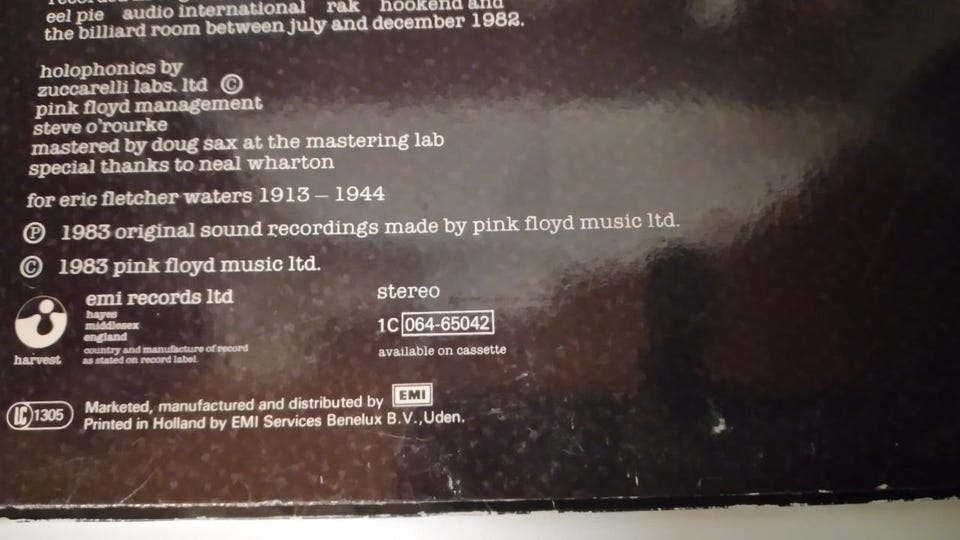 eel pie audio international rak hookend and
the billiard room between july and december 1982.
holophonics by
zuccarelli labs. ltd ©
pink floyd management
steve o'rourke
mastered by doug sax at the mastering lab
special thanks to neal wharton
for eric fletcher waters 1913 – 1944
℗ 1983 original sound recordings made by pink floyd music ltd.
© 1983 pink floyd music ltd.
emi records ltd
hayes
middlesex
england
country and manufacture of record
as stated on record label.
harvest
stereo
1C 064-65042
available on cassette
LC 1305
Marketed, manufactured and distributed by EMI
Printed in Holland by EMI Services Benelux B.V.,Uden.